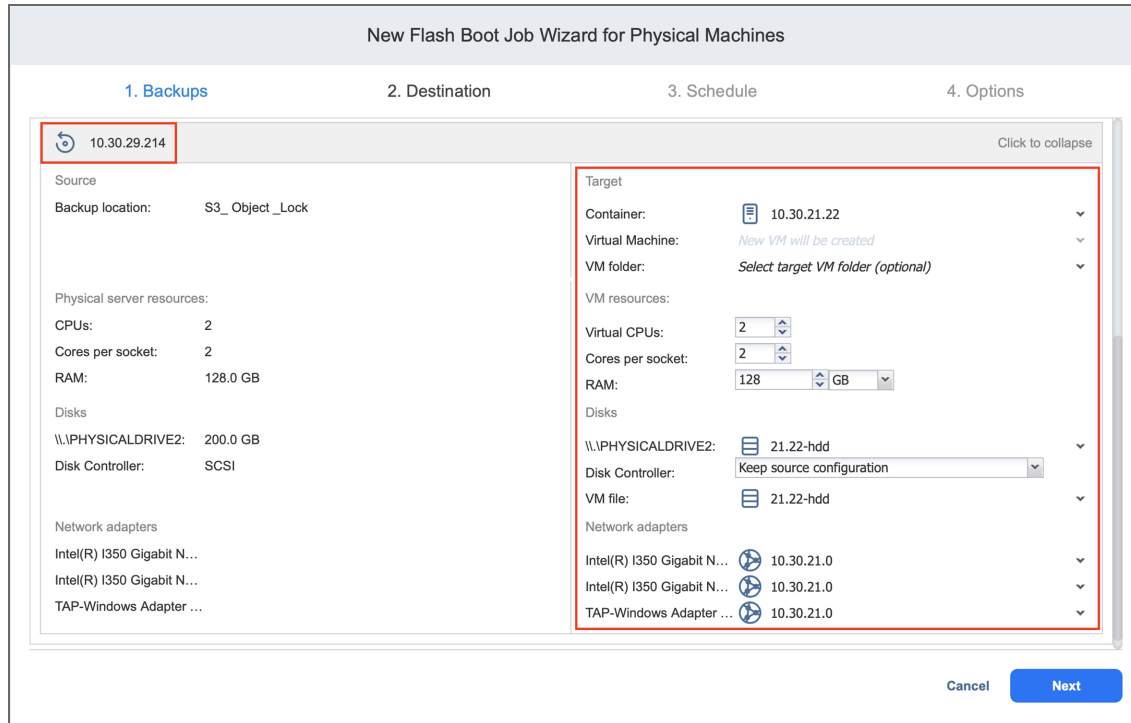 New Flash Boot Job Wizard for Physical Machines
1. Backups
2. Destination
3. Schedule
4. Options
10.30.29.214
Click to collapse
Source
Backup location: S3_ Object _Lock
Physical server resources:
CPUs: 2
Cores per socket: 2
RAM: 128.0 GB
Disks
\\.\PHYSICALDRIVE2: 200.0 GB
Disk Controller: SCSI
Network adapters
Intel(R) I350 Gigabit N...
Intel(R) I350 Gigabit N...
TAP-Windows Adapter ...
Target
Container: 10.30.21.22
Virtual Machine: New VM will be created
VM folder: Select target VM folder (optional)
VM resources:
Virtual CPUs: 2
Cores per socket: 2
RAM: 128 GB
Disks
\\.\PHYSICALDRIVE2: 21.22-hdd
Disk Controller: Keep source configuration
VM file: 21.22-hdd
Network adapters
Intel(R) I350 Gigabit N... 10.30.21.0
Intel(R) I350 Gigabit N... 10.30.21.0
TAP-Windows Adapter ... 10.30.21.0
Cancel
Next